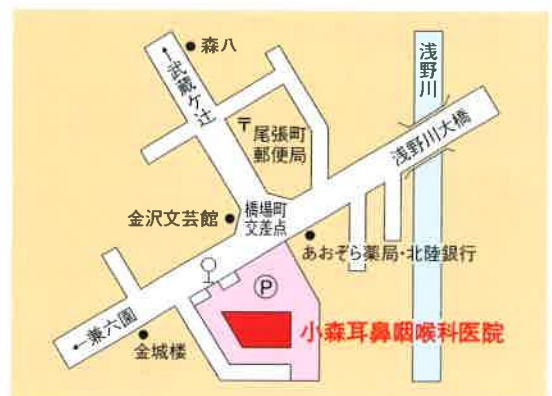 森八
←武蔵ケ辻
浅野川
〒
尾張町
郵便局
浅野川大橋
金沢文芸館
橋場町
交差点
あおぞら薬局・北陸銀行
P
小森耳鼻咽喉科医院
←兼六園
金城楼